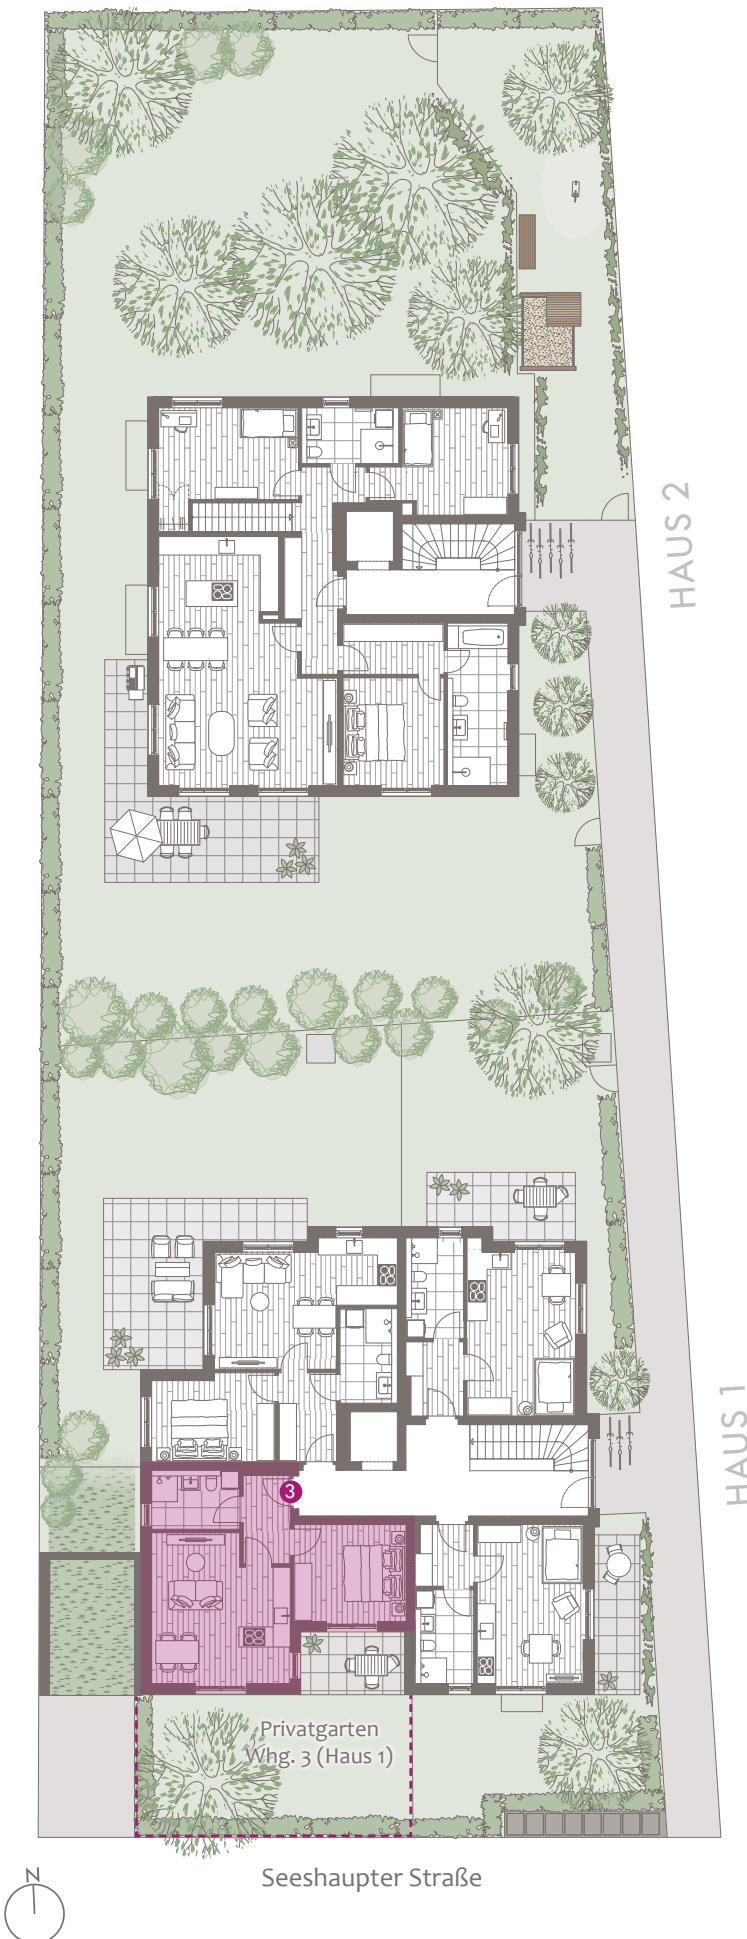 HAUS 2
HAUS 1
3
Privatgarten
Whg. 3 (Haus 1)
Seeshaupter Straße
N